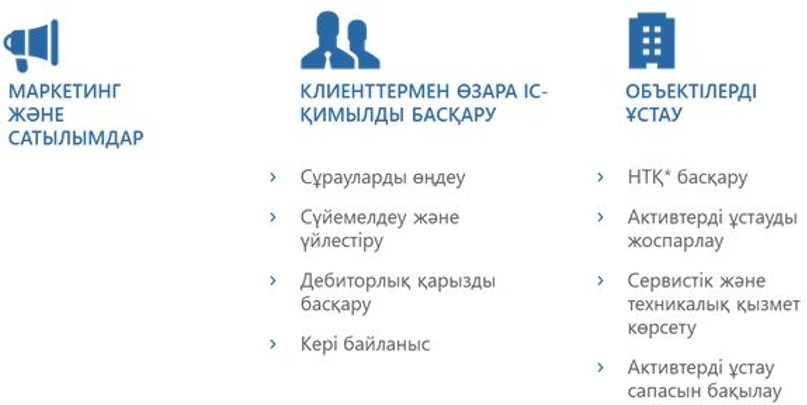 МАРКЕТИНГ
ЖӘНЕ
САТЫЛЫМДАР
КЛИЕНТТЕРМЕН ӨЗАРА ІС-
ҚИМЫЛДЫ БАСҚАРУ
› Сұрауларды өңдеу
› Сүйемелдеу және
үйлестіру
› Дебиторлық қарызды
басқару
› Кері байланыс
ОБЪЕКТІЛЕРДІ
ҰСТАУ
› НТҚ* басқару
› Активтерді ұстауды
жоспарлау
› Сервистік және
техникалық қызмет
көрсету
› Активтерді ұстау
сапасын бақылау